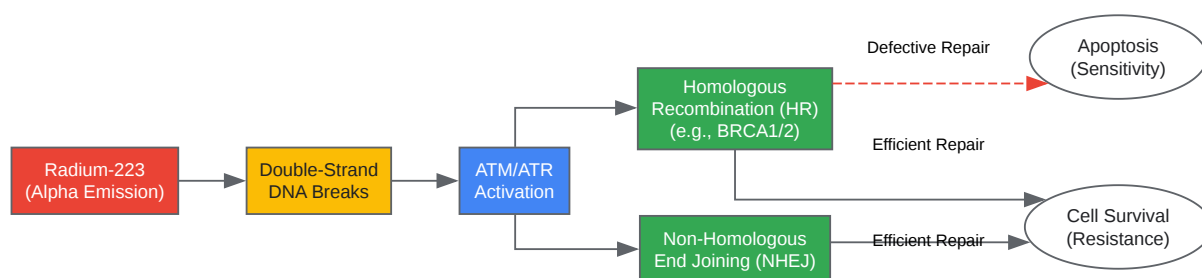 Defective Repair
Apoptosis
(Sensitivity)
Homologous
Recombination (HR)
(e.g., BRCA1/2)
Efficient Repair
Radium-223
(Alpha Emission)
Double-Strand
DNA Breaks
ATM/ATR
Activation
Cell Survival
(Resistance)
Non-Homologous
End Joining (NHEJ)
Efficient Repair